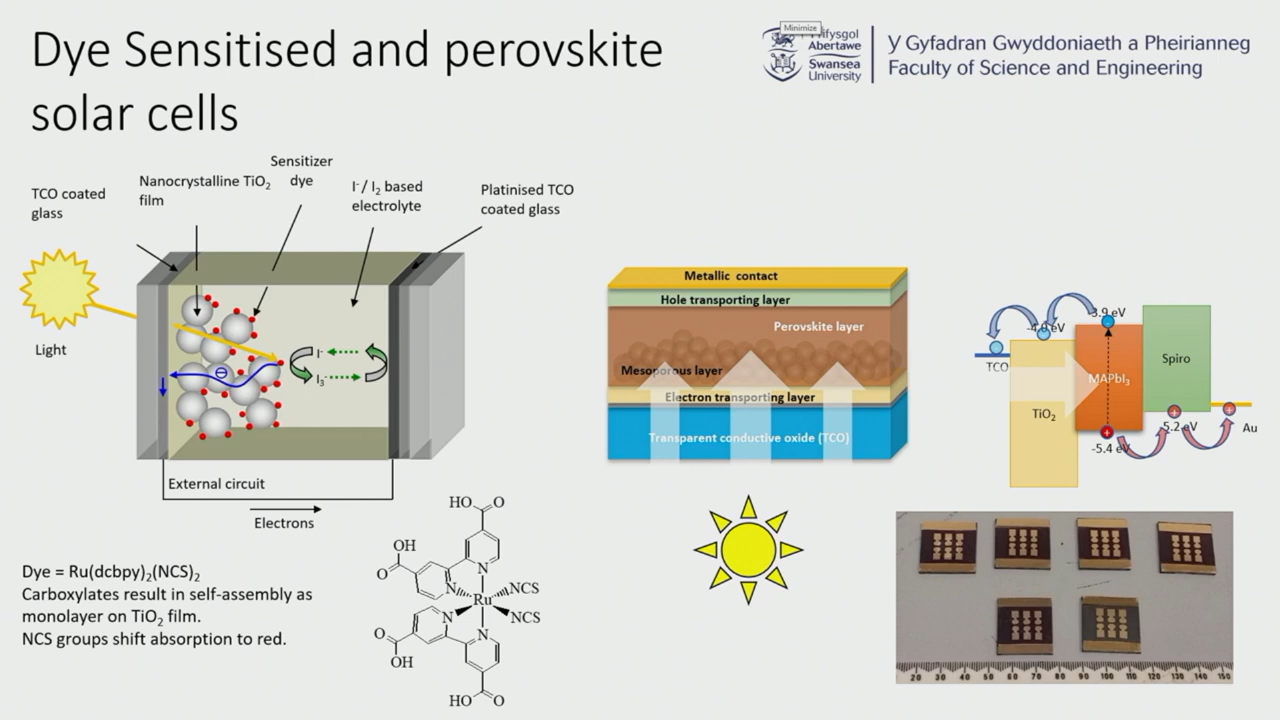 Dye Sensitised and perovskite
solar cells
Minimize
Abertawe
Swansea
University
Y Gyfadran Gwyddoniaeth a Pheirianneg
Faculty of Science and Engineering
TCO coated
glass
Nanocrystalline TiO₂
film
Sensitizer
dye
I⁻/ I₂ based
electrolyte
Platinised TCO
coated glass
Light
I⁻
I₃⁻
⊖
External circuit
Electrons
Metallic contact
Hole transporting layer
Perovskite layer
Mesoporous layer
Electron transporting layer
Transparent conductive oxide (TCO)
-4.0 eV
-3.9 eV
TCO
TiO₂
MAPbI₃
Spiro
-5.4 eV
-5.2 eV
Au
Dye = Ru(dcbpy)₂(NCS)₂
Carboxylates result in self-assembly as
monolayer on TiO₂ film.
NCS groups shift absorption to red.
HO O
OH
O
N
N
NCS
Ru
N
NCS
N
O
OH
HO O
20 30 40 50 60 70 80 90 100 110 120 130 140 150